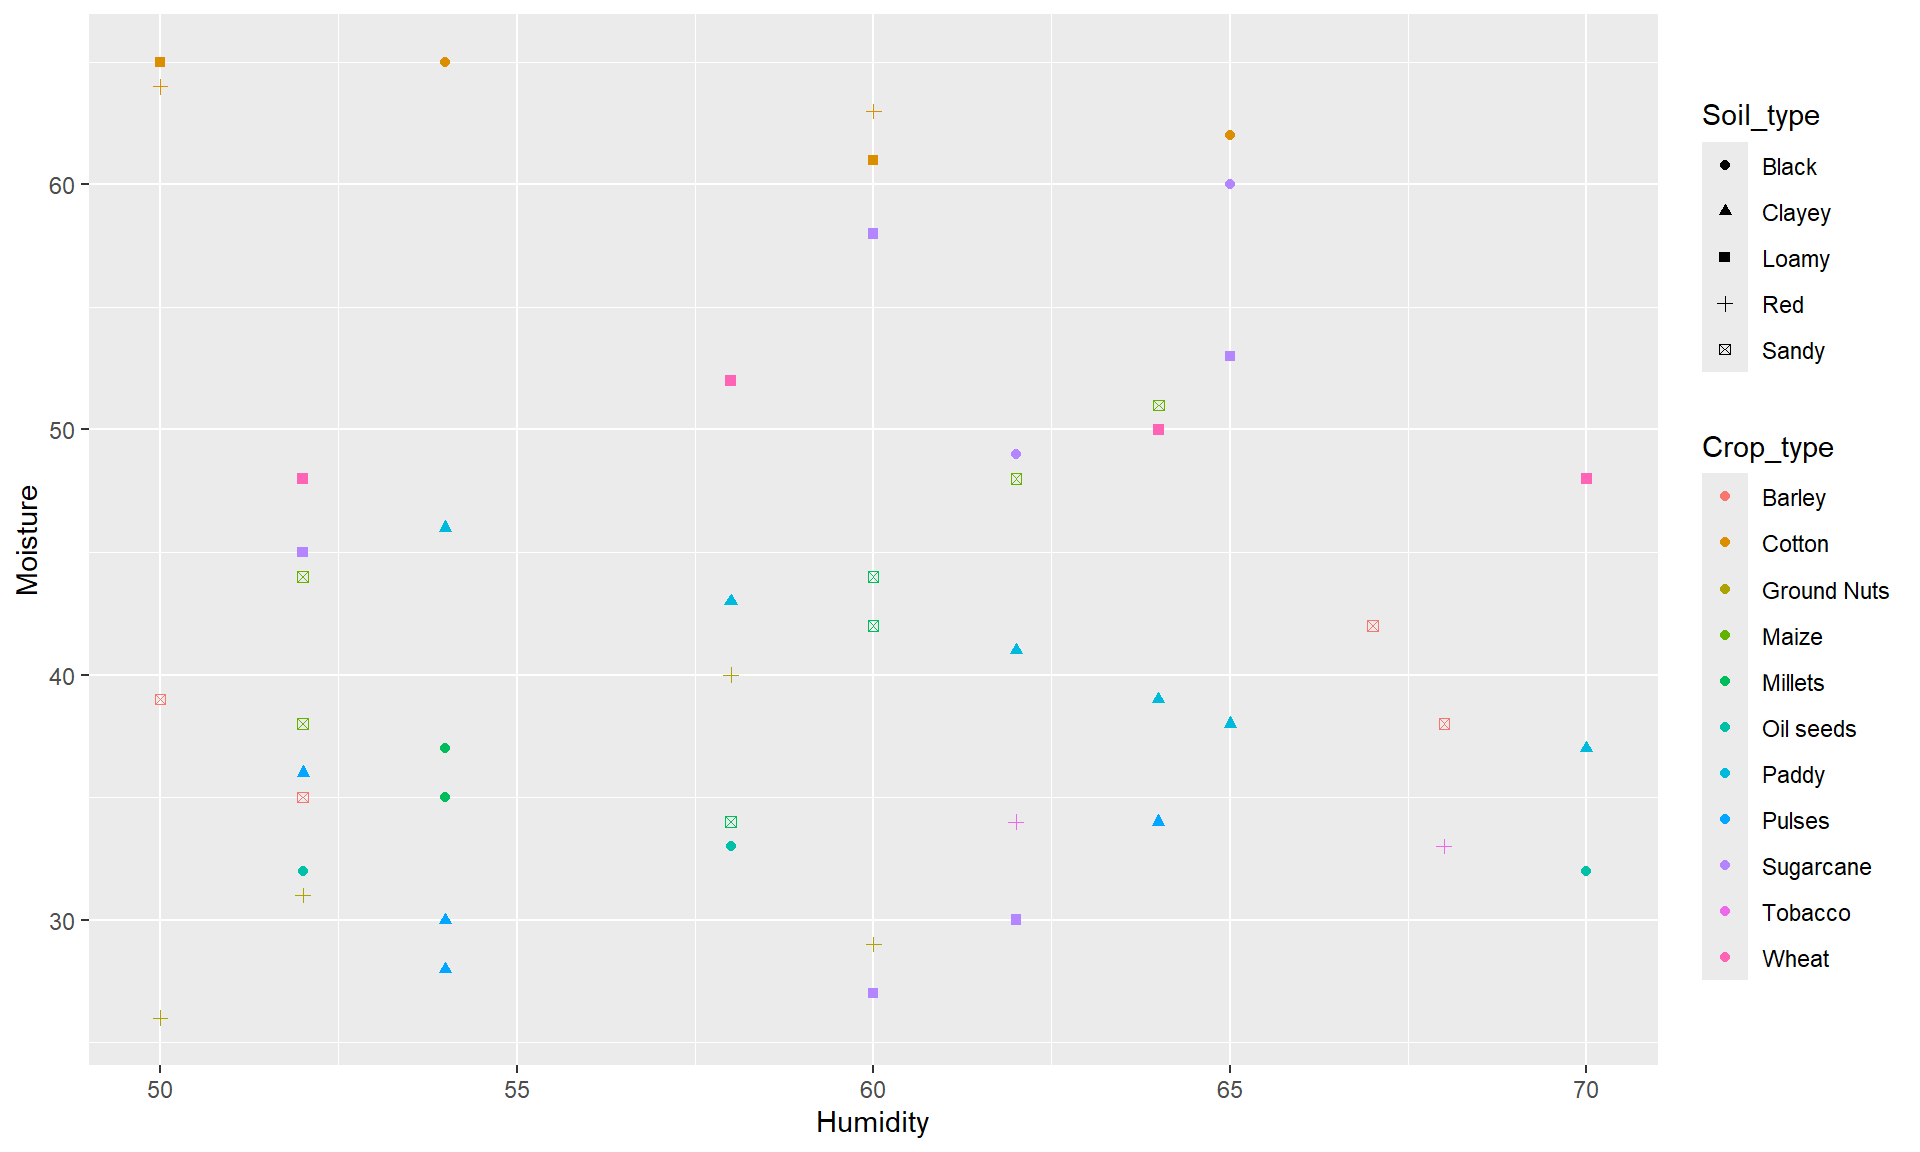 60
50
40
30
Moisture
50
55
60
65
70
Humidity
Soil_type
Black
Clayey
Loamy
Red
Sandy
Crop_type
Barley
Cotton
Ground Nuts
Maize
Millets
Oil seeds
Paddy
Pulses
Sugarcane
Tobacco
Wheat